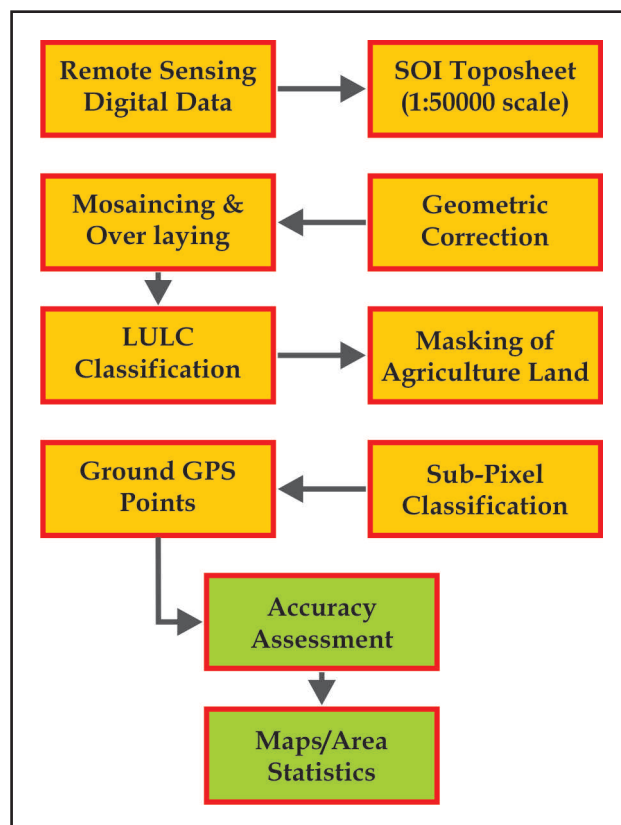 Remote Sensing
Digital Data
SOI Toposheet
(1:50000 scale)
Mosaincing &
Over laying
Geometric
Correction
LULC
Classification
Masking of
Agriculture Land
Ground GPS
Points
Sub-Pixel
Classification
Accuracy
Assessment
Maps/Area
Statistics